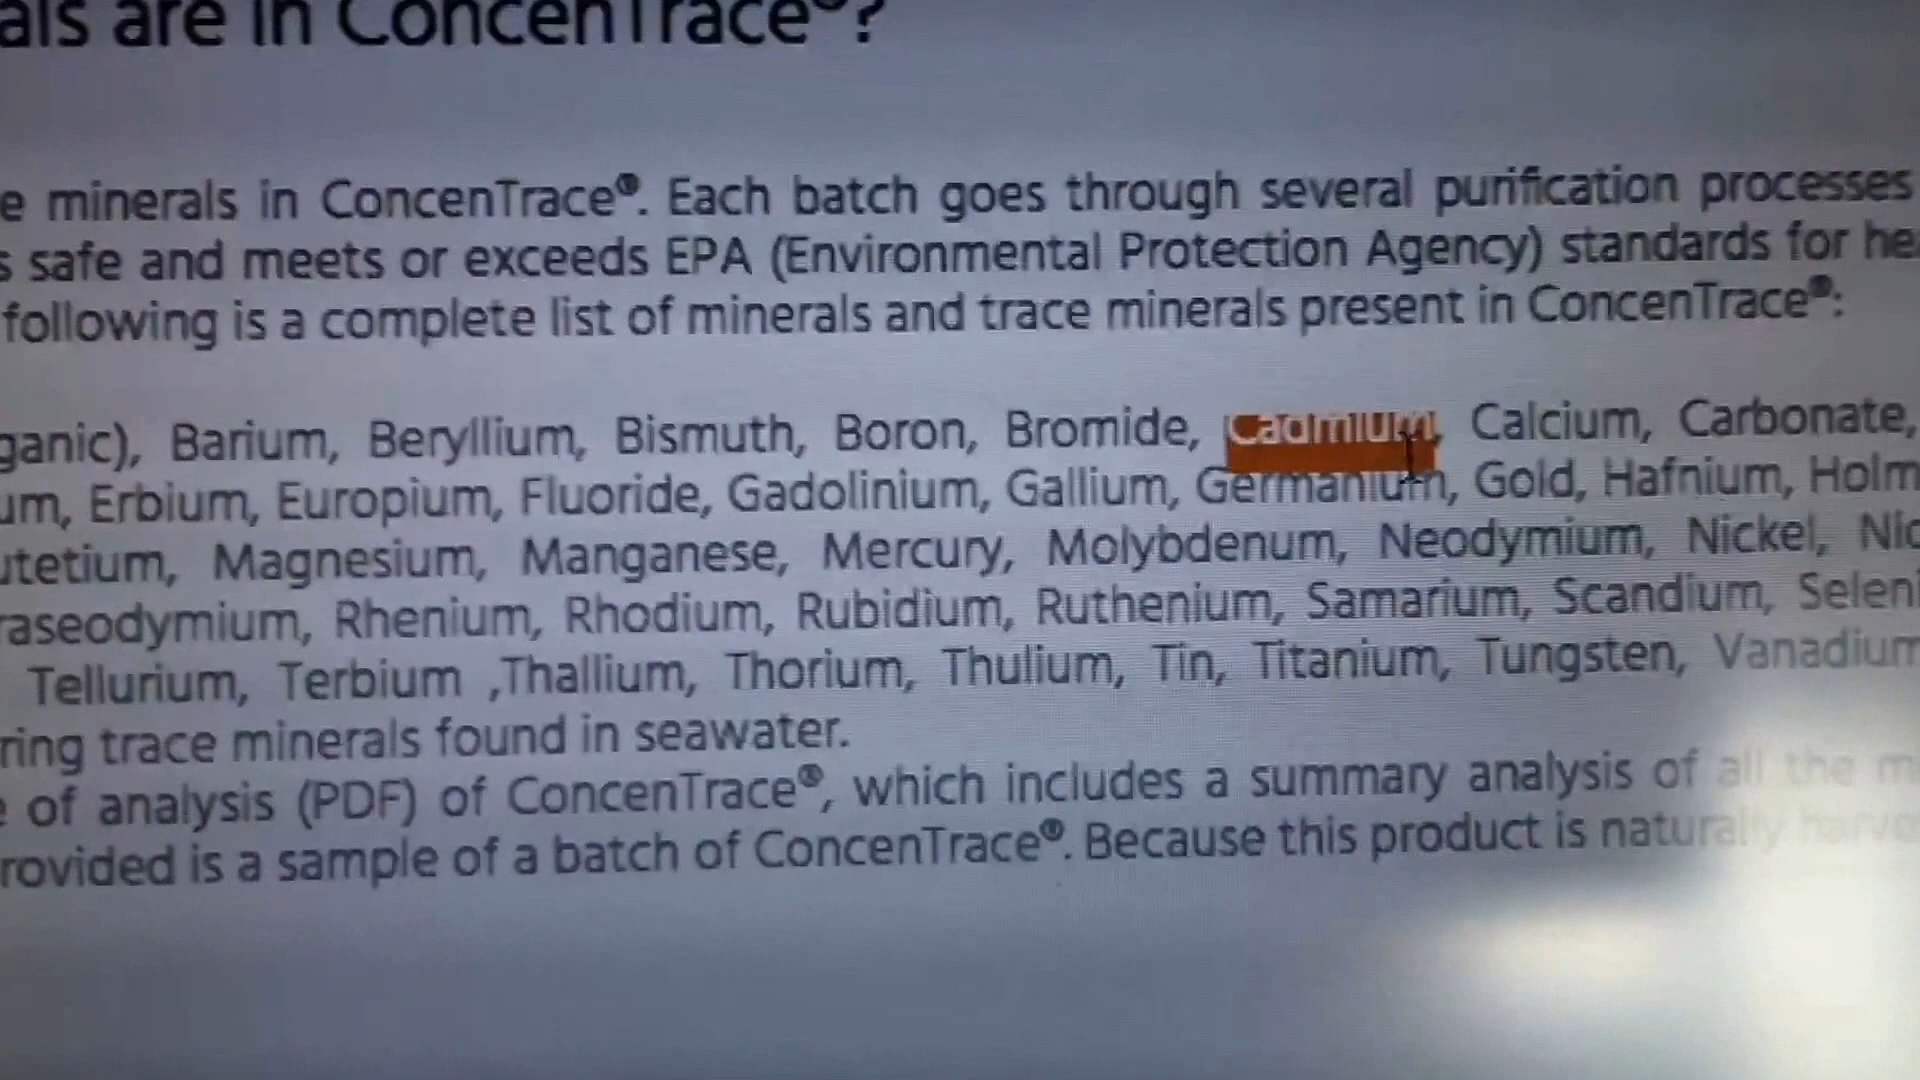 als are in ConcenTrace®?
e minerals in ConcenTrace®. Each batch goes through several purification processes
s safe and meets or exceeds EPA (Environmental Protection Agency) standards for he
following is a complete list of minerals and trace minerals present in ConcenTrace®:
ganic), Barium, Beryllium, Bismuth, Boron, Bromide, Cadmium, Calcium, Carbonate,
um, Erbium, Europium, Fluoride, Gadolinium, Gallium, Germanium, Gold, Hafnium, Holm
utetium, Magnesium, Manganese, Mercury, Molybdenum, Neodymium, Nickel, Nio
raseodymium, Rhenium, Rhodium, Rubidium, Ruthenium, Samarium, Scandium, Seleni
Tellurium, Terbium ,Thallium, Thorium, Thulium, Tin, Titanium, Tungsten, Vanadium
ring trace minerals found in seawater.
e of analysis (PDF) of ConcenTrace®, which includes a summary analysis of all the m
rovided is a sample of a batch of ConcenTrace®. Because this product is naturally harve